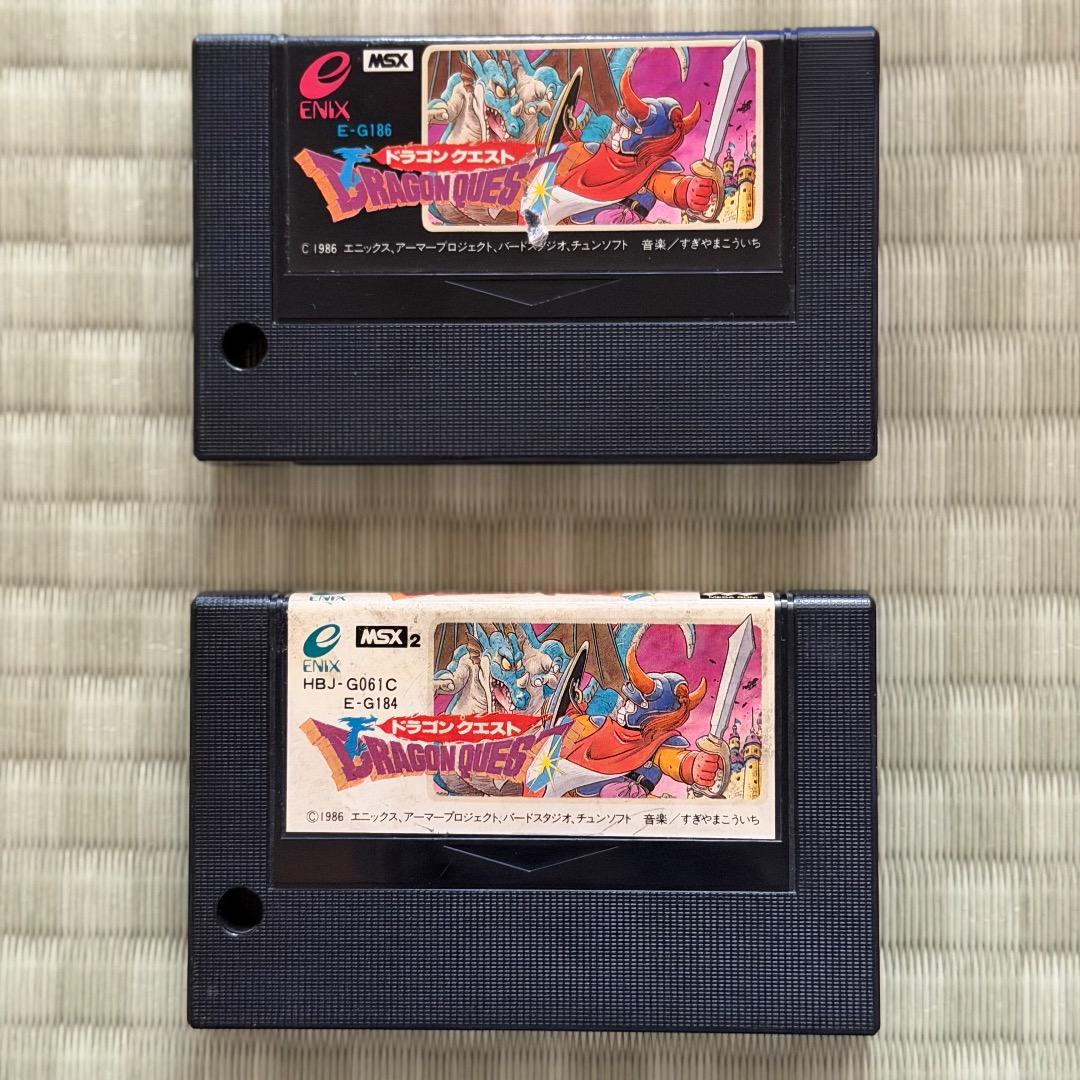 MSX
ENIX
E-G186
ドラゴンクエスト
DRAGON QUEST
C 1986 エニックス、アーマープロジェクト、バードスタジオ、チュンソフト 音楽／すぎやまこういち
ENIX
MEGA ROM
MSX 2
ENIX
HBJ-G061C
E-G184
ドラゴンクエスト
DRAGON QUEST
©1986 エニックス、アーマープロジェクト、バードスタジオ、チュンソフト 音楽／すぎやまこういち